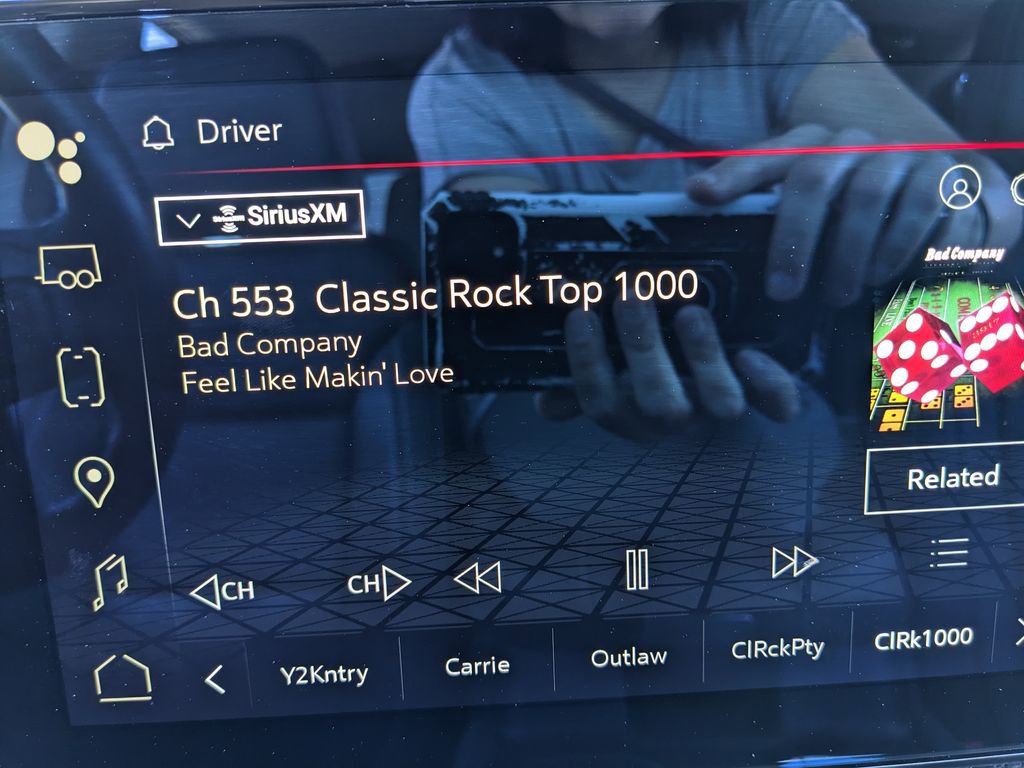 Driver
SiriusXM
Bad Company
Ch 553 Classic Rock Top 1000
Bad Company
Feel Like Makin' Love
Related
CH
CH
Y2Kntry
Carrie
Outlaw
ClRckPty
ClRk1000